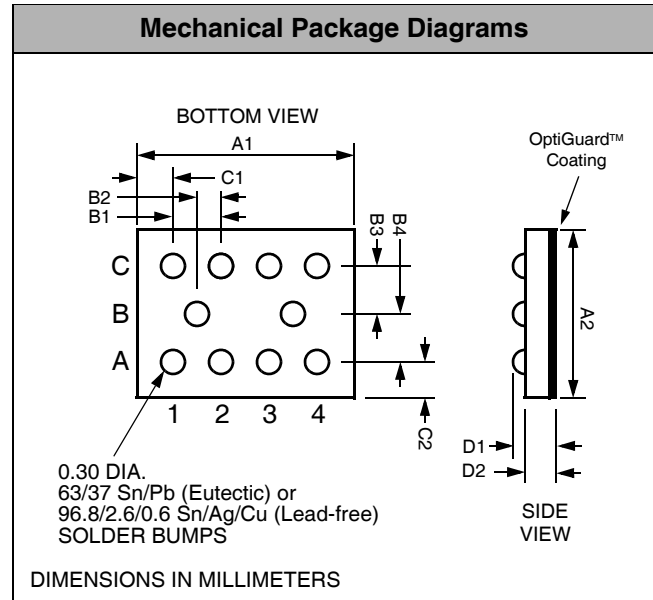 Mechanical Package Diagrams
BOTTOM VIEW
A1
OptiGuard™
Coating
C1
B2
B1
B3
B4
C
B
A
A2
1 2 3 4
C2
D1
D2
0.30 DIA.
63/37 Sn/Pb (Eutectic) or
96.8/2.6/0.6 Sn/Ag/Cu (Lead-free)
SOLDER BUMPS
SIDE
VIEW
DIMENSIONS IN MILLIMETERS